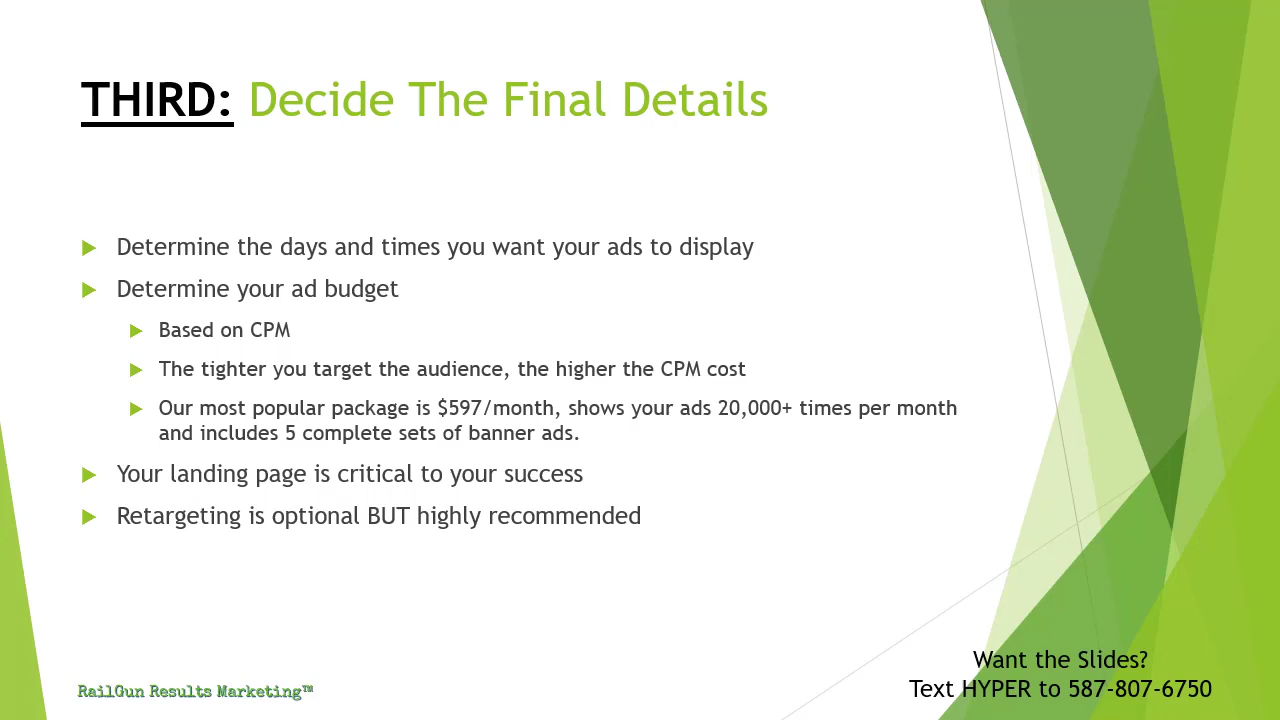 THIRD: Decide The Final Details
Determine the days and times you want your ads to display
Determine your ad budget
Based on CPM
The tighter you target the audience, the higher the CPM cost
Our most popular package is $597/month, shows your ads 20,000+ times per month
and includes 5 complete sets of banner ads.
Your landing page is critical to your success
Retargeting is optional BUT highly recommended
Want the Slides?
Text HYPER to 587-807-6750
RailGun Results Marketing™